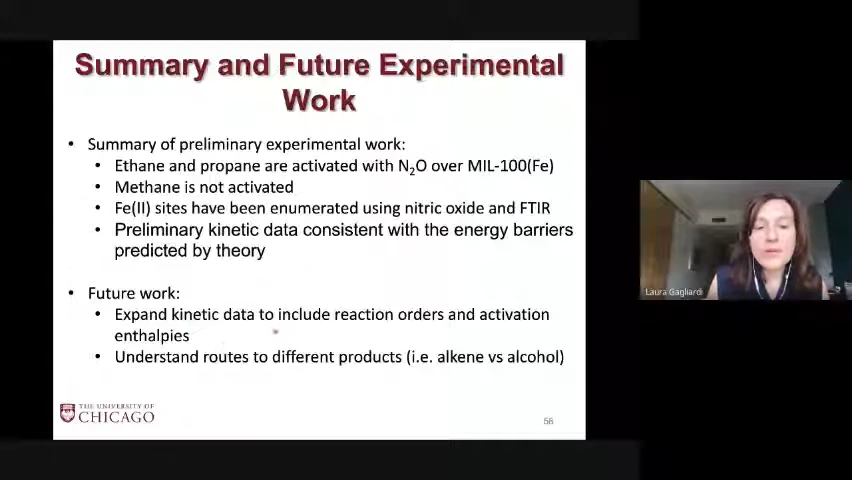 Summary and Future Experimental
Work
• Summary of preliminary experimental work:
• Ethane and propane are activated with N₂O over MIL-100(Fe)
• Methane is not activated
• Fe(II) sites have been enumerated using nitric oxide and FTIR
• Preliminary kinetic data consistent with the energy barriers
predicted by theory
• Future work:
• Expand kinetic data to include reaction orders and activation
enthalpies
• Understand routes to different products (i.e. alkene vs alcohol)
THE UNIVERSITY OF
CHICAGO
56
Laura Gagliardi